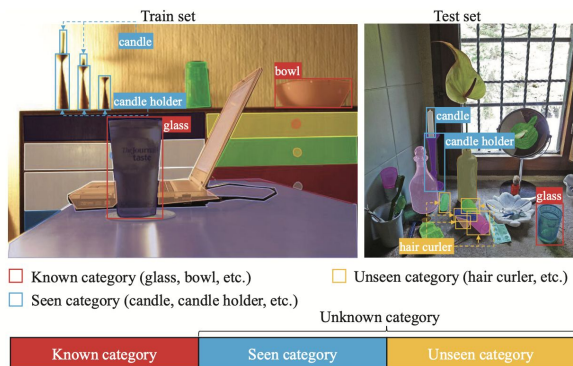 Train set
Test set
candle
bowl
candle holder
glass
candle
candle holder
glass
hair curler
Known category (glass, bowl, etc.)
Unseen category (hair curler, etc.)
Seen category (candle, candle holder, etc.)
Unknown category
Known category
Seen category
Unseen category